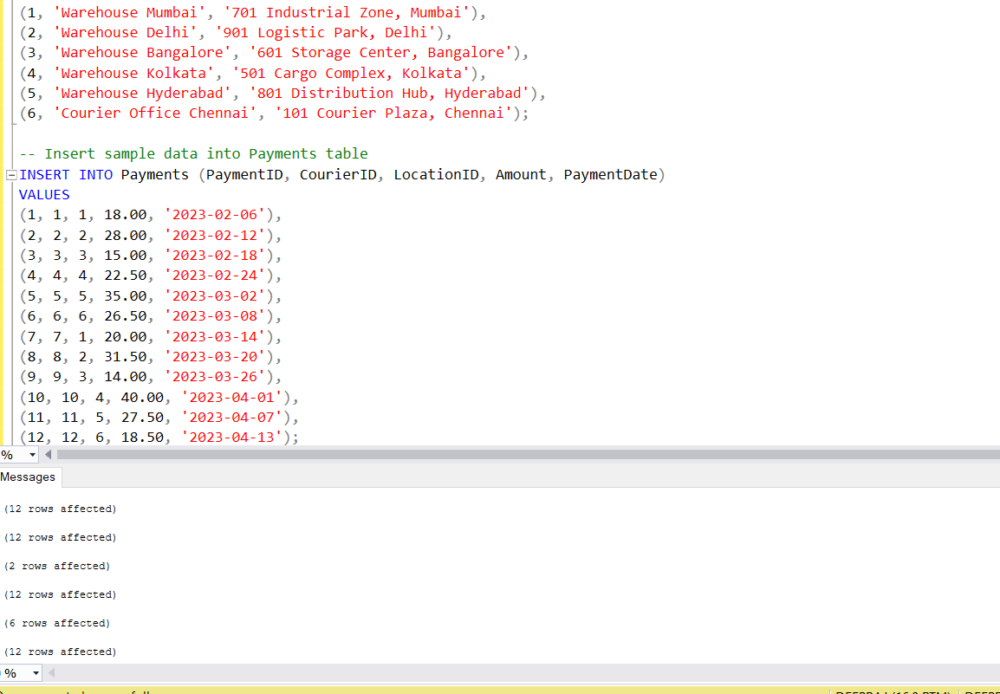 (1, 'Warehouse Mumbai', '701 Industrial Zone, Mumbai'),
(2, 'Warehouse Delhi', '901 Logistic Park, Delhi'),
(3, 'Warehouse Bangalore', '601 Storage Center, Bangalore'),
(4, 'Warehouse Kolkata', '501 Cargo Complex, Kolkata'),
(5, 'Warehouse Hyderabad', '801 Distribution Hub, Hyderabad'),
(6, 'Courier Office Chennai', '101 Courier Plaza, Chennai');
-- Insert sample data into Payments table
INSERT INTO Payments (PaymentID, CourierID, LocationID, Amount, PaymentDate)
VALUES
(1, 1, 1, 18.00, '2023-02-06'),
(2, 2, 2, 28.00, '2023-02-12'),
(3, 3, 3, 15.00, '2023-02-18'),
(4, 4, 4, 22.50, '2023-02-24'),
(5, 5, 5, 35.00, '2023-03-02'),
(6, 6, 6, 26.50, '2023-03-08'),
(7, 7, 1, 20.00, '2023-03-14'),
(8, 8, 2, 31.50, '2023-03-20'),
(9, 9, 3, 14.00, '2023-03-26'),
(10, 10, 4, 40.00, '2023-04-01'),
(11, 11, 5, 27.50, '2023-04-07'),
(12, 12, 6, 18.50, '2023-04-13');
%
Messages
(12 rows affected)
(12 rows affected)
(2 rows affected)
(12 rows affected)
(6 rows affected)
(12 rows affected)
%